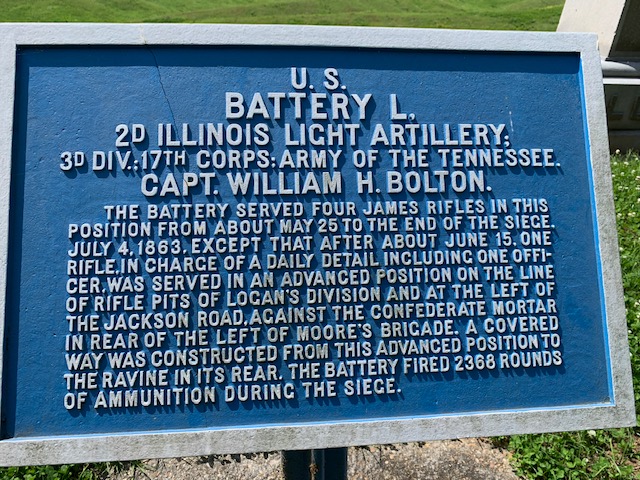 U. S.
BATTERY L,
2D ILLINOIS LIGHT ARTILLERY;
3D DIV.: 17TH CORPS: ARMY OF THE TENNESSEE.
CAPT. WILLIAM H. BOLTON.
THE BATTERY SERVED FOUR JAMES RIFLES IN THIS
POSITION FROM ABOUT MAY 25 TO THE END OF THE SIEGE.
JULY 4, 1863, EXCEPT THAT AFTER ABOUT JUNE 15, ONE
RIFLE, IN CHARGE OF A DAILY DETAIL INCLUDING ONE OFFI-
CER, WAS SERVED IN AN ADVANCED POSITION ON THE LINE
OF RIFLE PITS OF LOGAN'S DIVISION AND AT THE LEFT OF
THE JACKSON ROAD, AGAINST THE CONFEDERATE MORTAR
IN REAR OF THE LEFT OF MOORE'S BRIGADE. A COVERED
WAY WAS CONSTRUCTED FROM THIS ADVANCED POSITION TO
THE RAVINE IN ITS REAR. THE BATTERY FIRED 2368 ROUNDS
OF AMMUNITION DURING THE SIEGE.